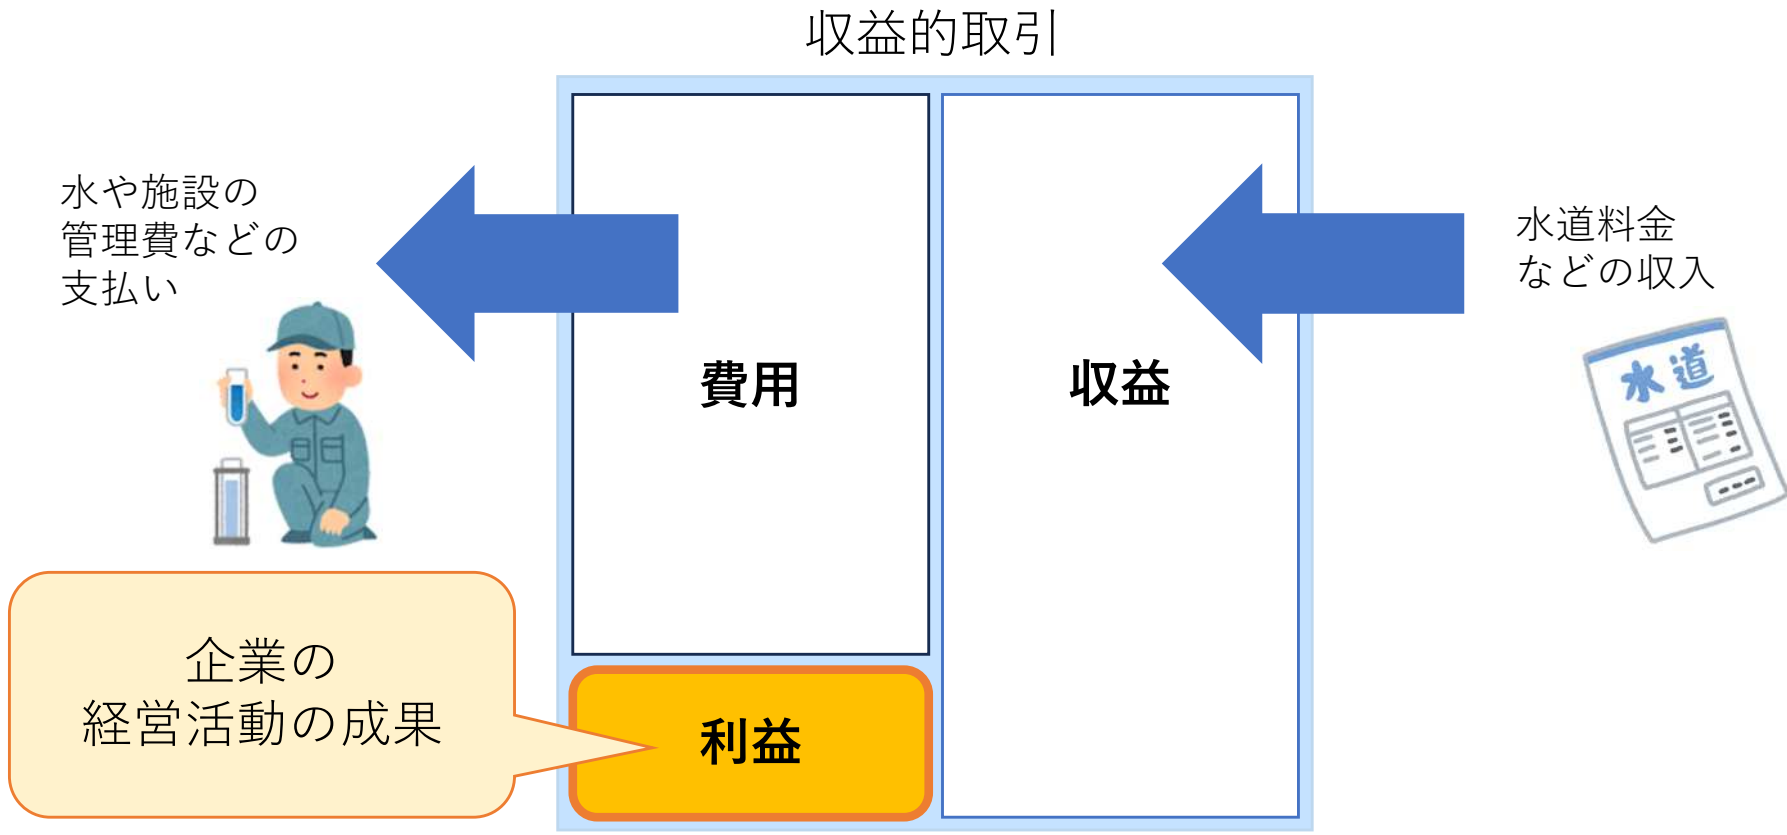 収益的取引
水や施設の
管理費などの
支払い
費用
収益
水道料金
などの収入
水道
企業の
経営活動の成果
利益